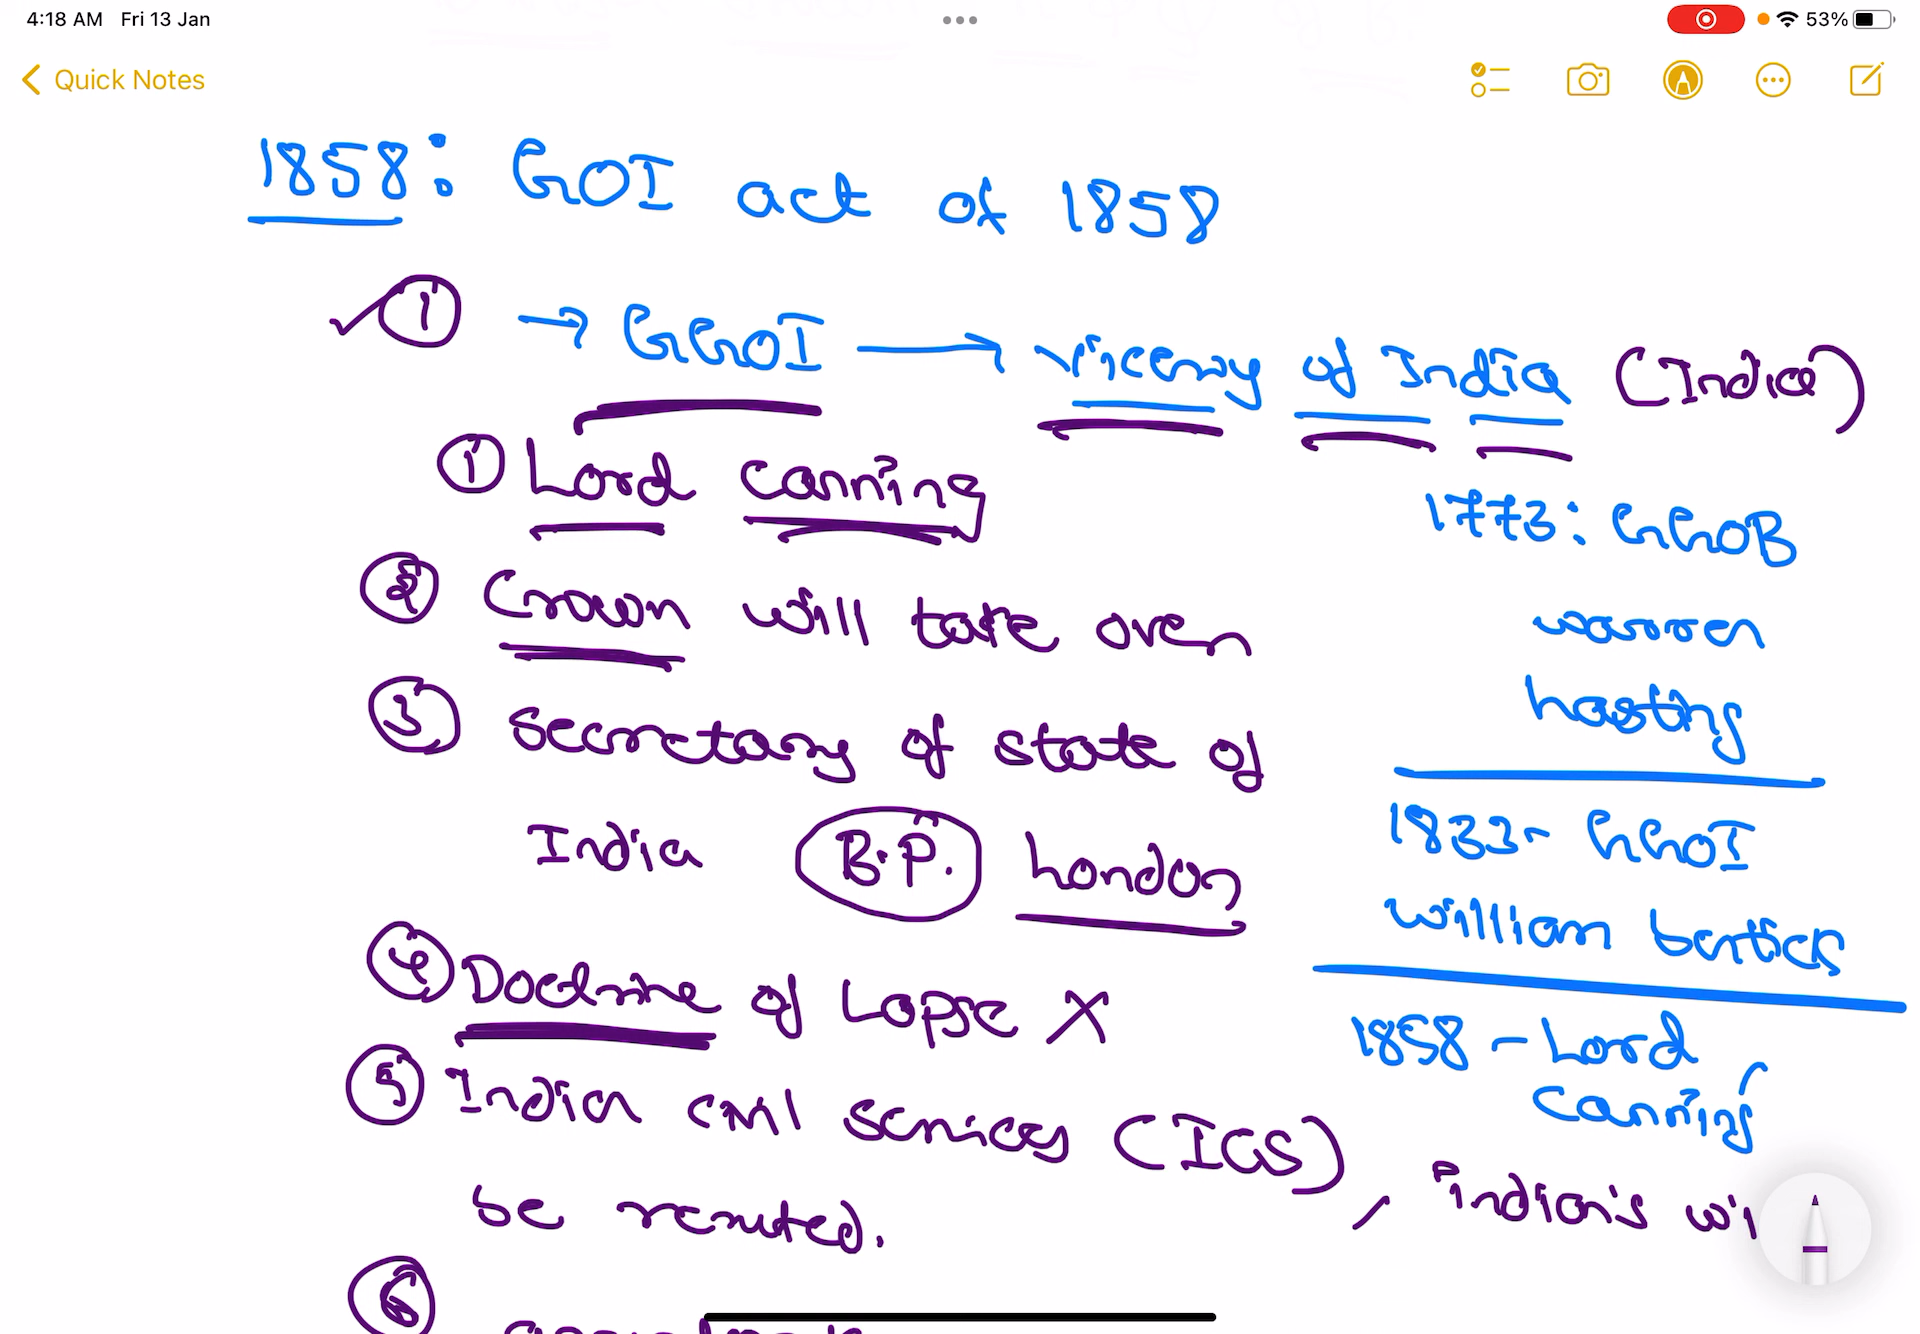 4:18 AM Fri 13 Jan
53%
Quick Notes
1858: GOI act of 1858
1 → GGOI → viceroy of India (India)
1 Lord canning
2 Crown will take over
3 secretary of state of
India B.P. London
4 Doctrine of Lapse X
5 India civil services (ICS), indian's wi
be recruited.
6
1773: GGOB
warren
hasting
1833- GGOI
william bentick
1858 - Lord
canning